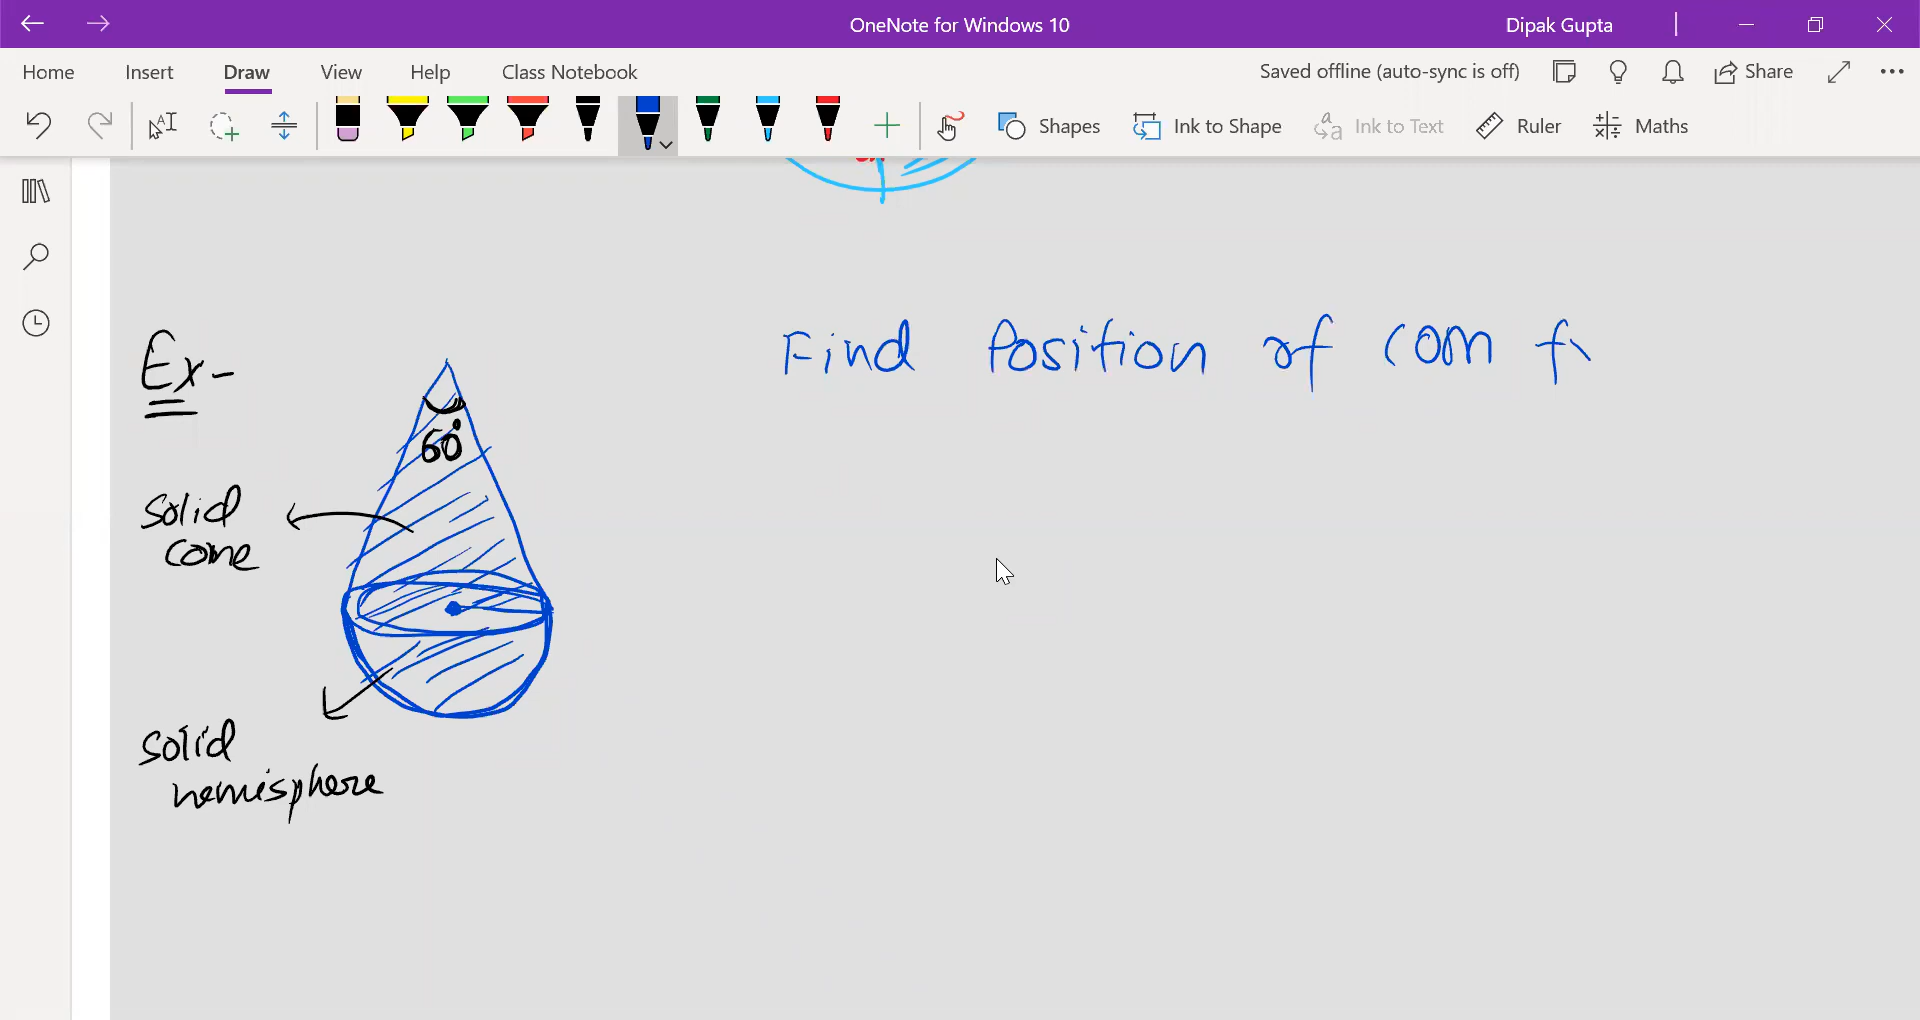 OneNote for Windows 10
Dipak Gupta
Home Insert Draw View Help Class Notebook
Saved offline (auto-sync is off) Share
Shapes Ink to Shape Ink to Text Ruler Maths
Ex-
Find Position of COM
60°
solid
cone
solid
hemisphere